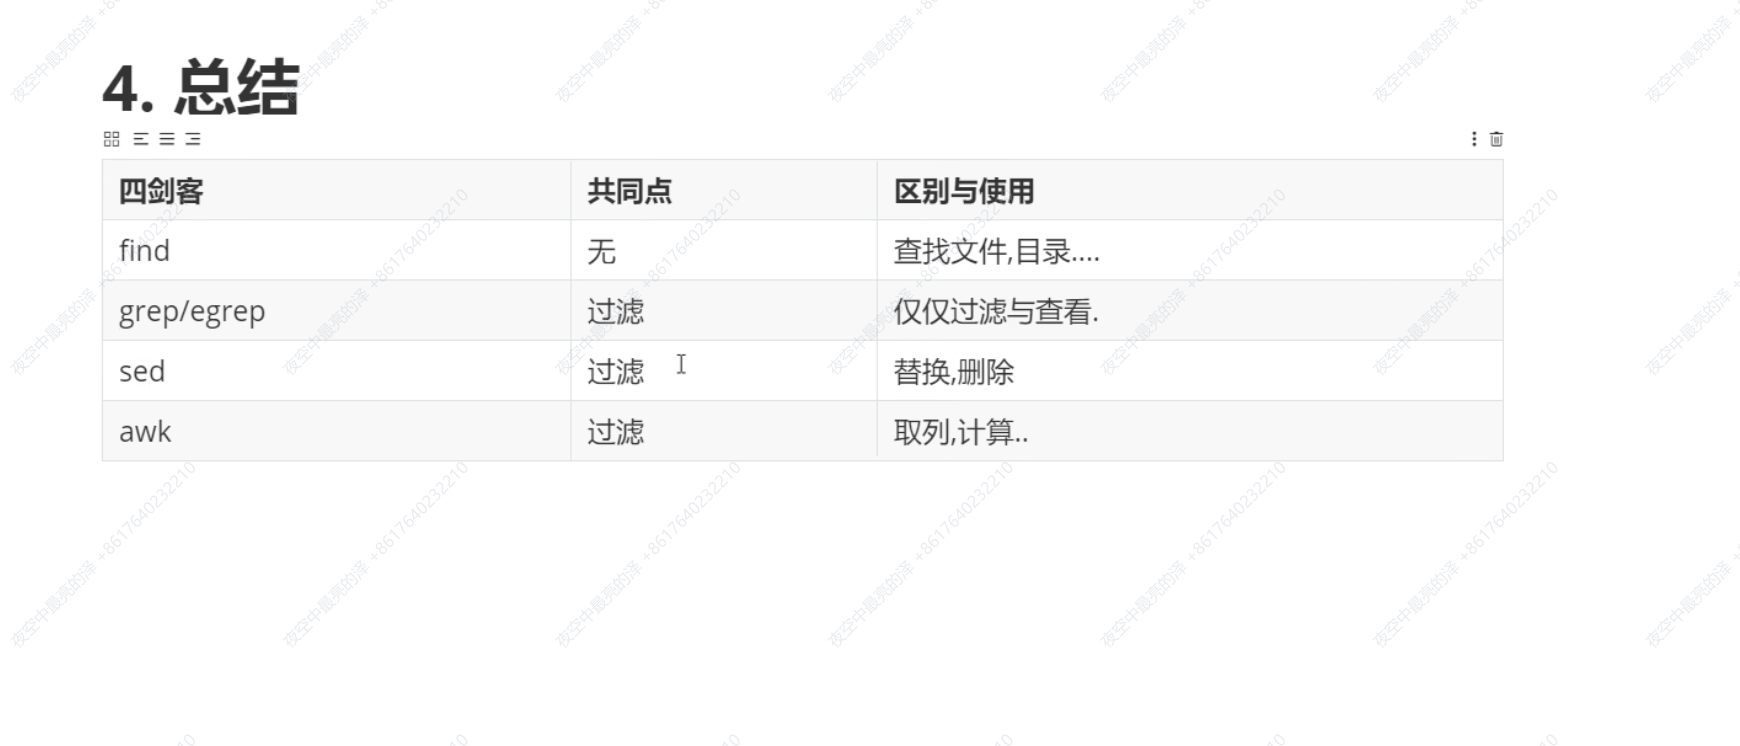 4. 总结
四剑客 共同点 区别与使用
find 无 查找文件,目录....
grep/egrep 过滤 仅仅过滤与查看.
sed 过滤 替换,删除
awk 过滤 取列,计算..
夜空中最亮的泽 +8617640232210